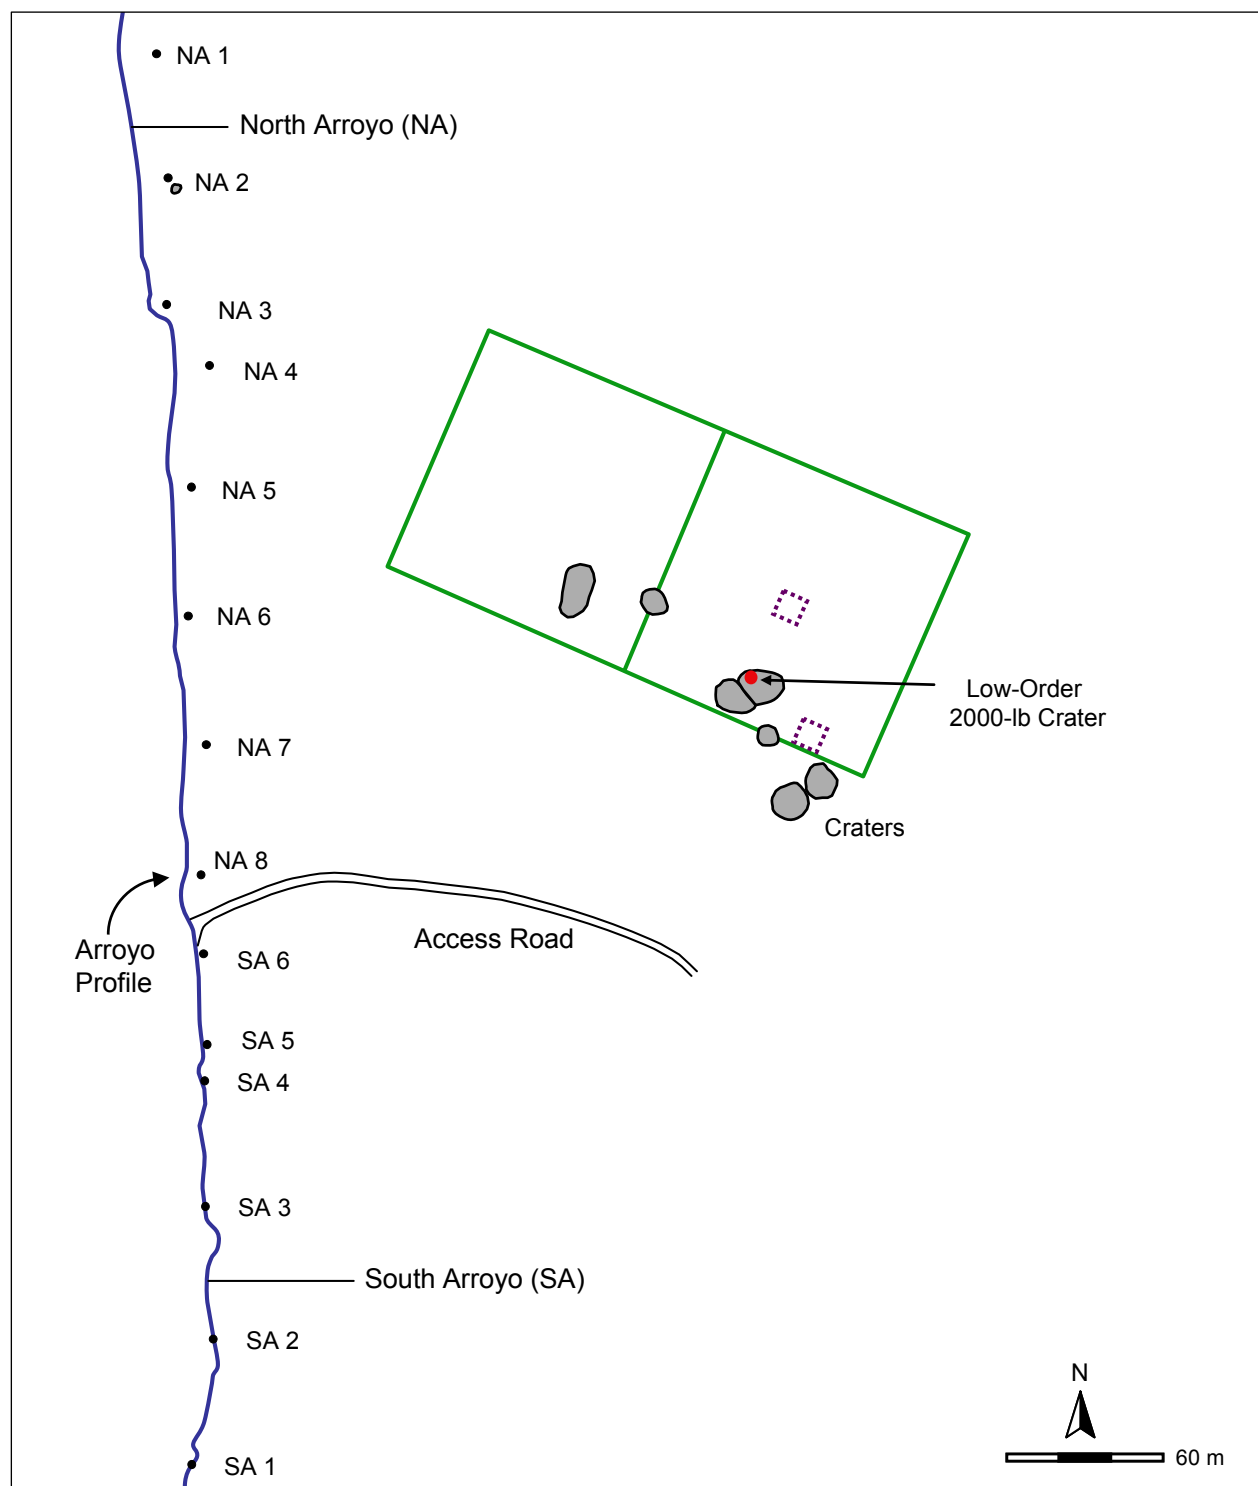 NA 1
North Arroyo (NA)
NA 2
NA 3
NA 4
NA 5
NA 6
Low-Order
2000-lb Crater
NA 7
Craters
NA 8
Access Road
Arroyo
Profile
SA 6
SA 5
SA 4
SA 3
South Arroyo (SA)
SA 2
N
60 m
SA 1